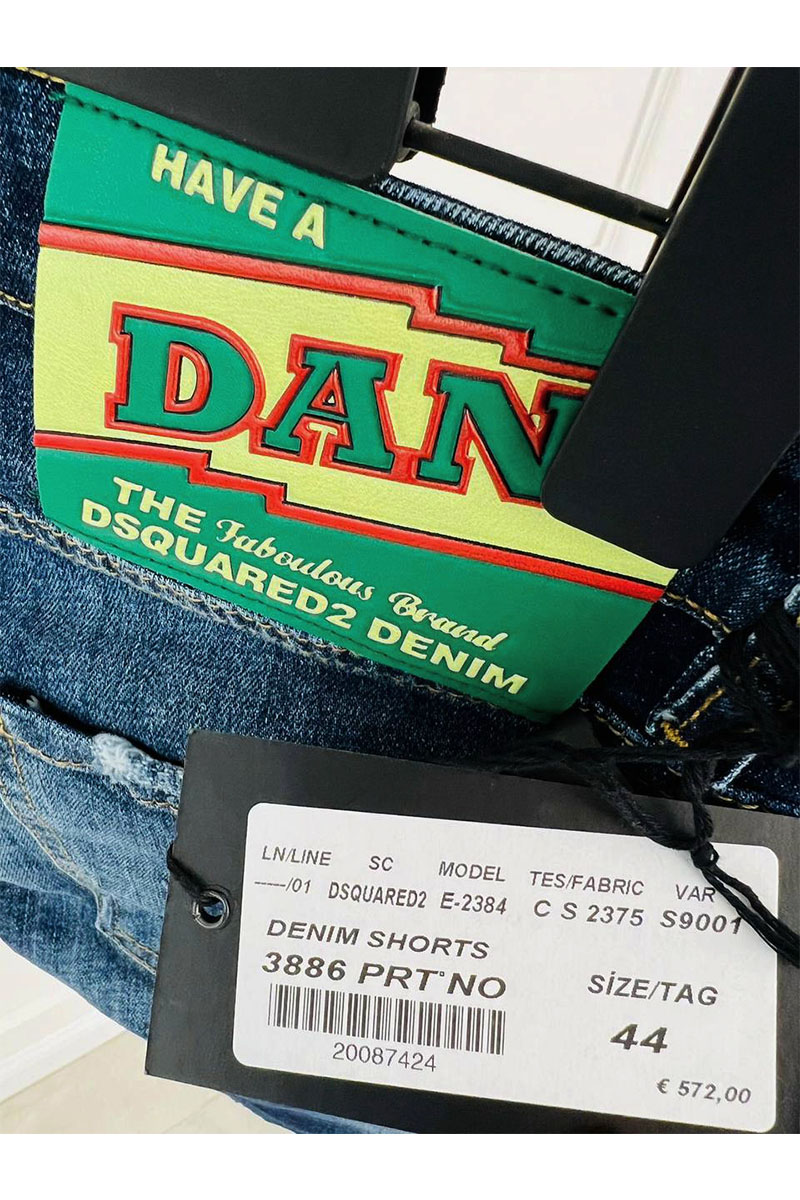 HAVE A
DAN
THE Faboulous Brand
DSQUARED2 DENIM
LN/LINE SC MODEL TES/FABRIC VAR
-----/01 DSQUARED2 E-2384 C S 2375 S9001
DENIM SHORTS
3886 PRT°NO
SİZE/TAG
44
20087424
€ 572,00